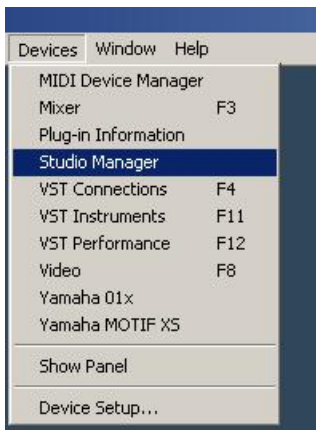 Devices Window Help
MIDI Device Manager
Mixer F3
Plug-in Information
Studio Manager
VST Connections F4
VST Instruments F11
VST Performance F12
Video F8
Yamaha 01x
Yamaha MOTIF XS
Show Panel
Device Setup...